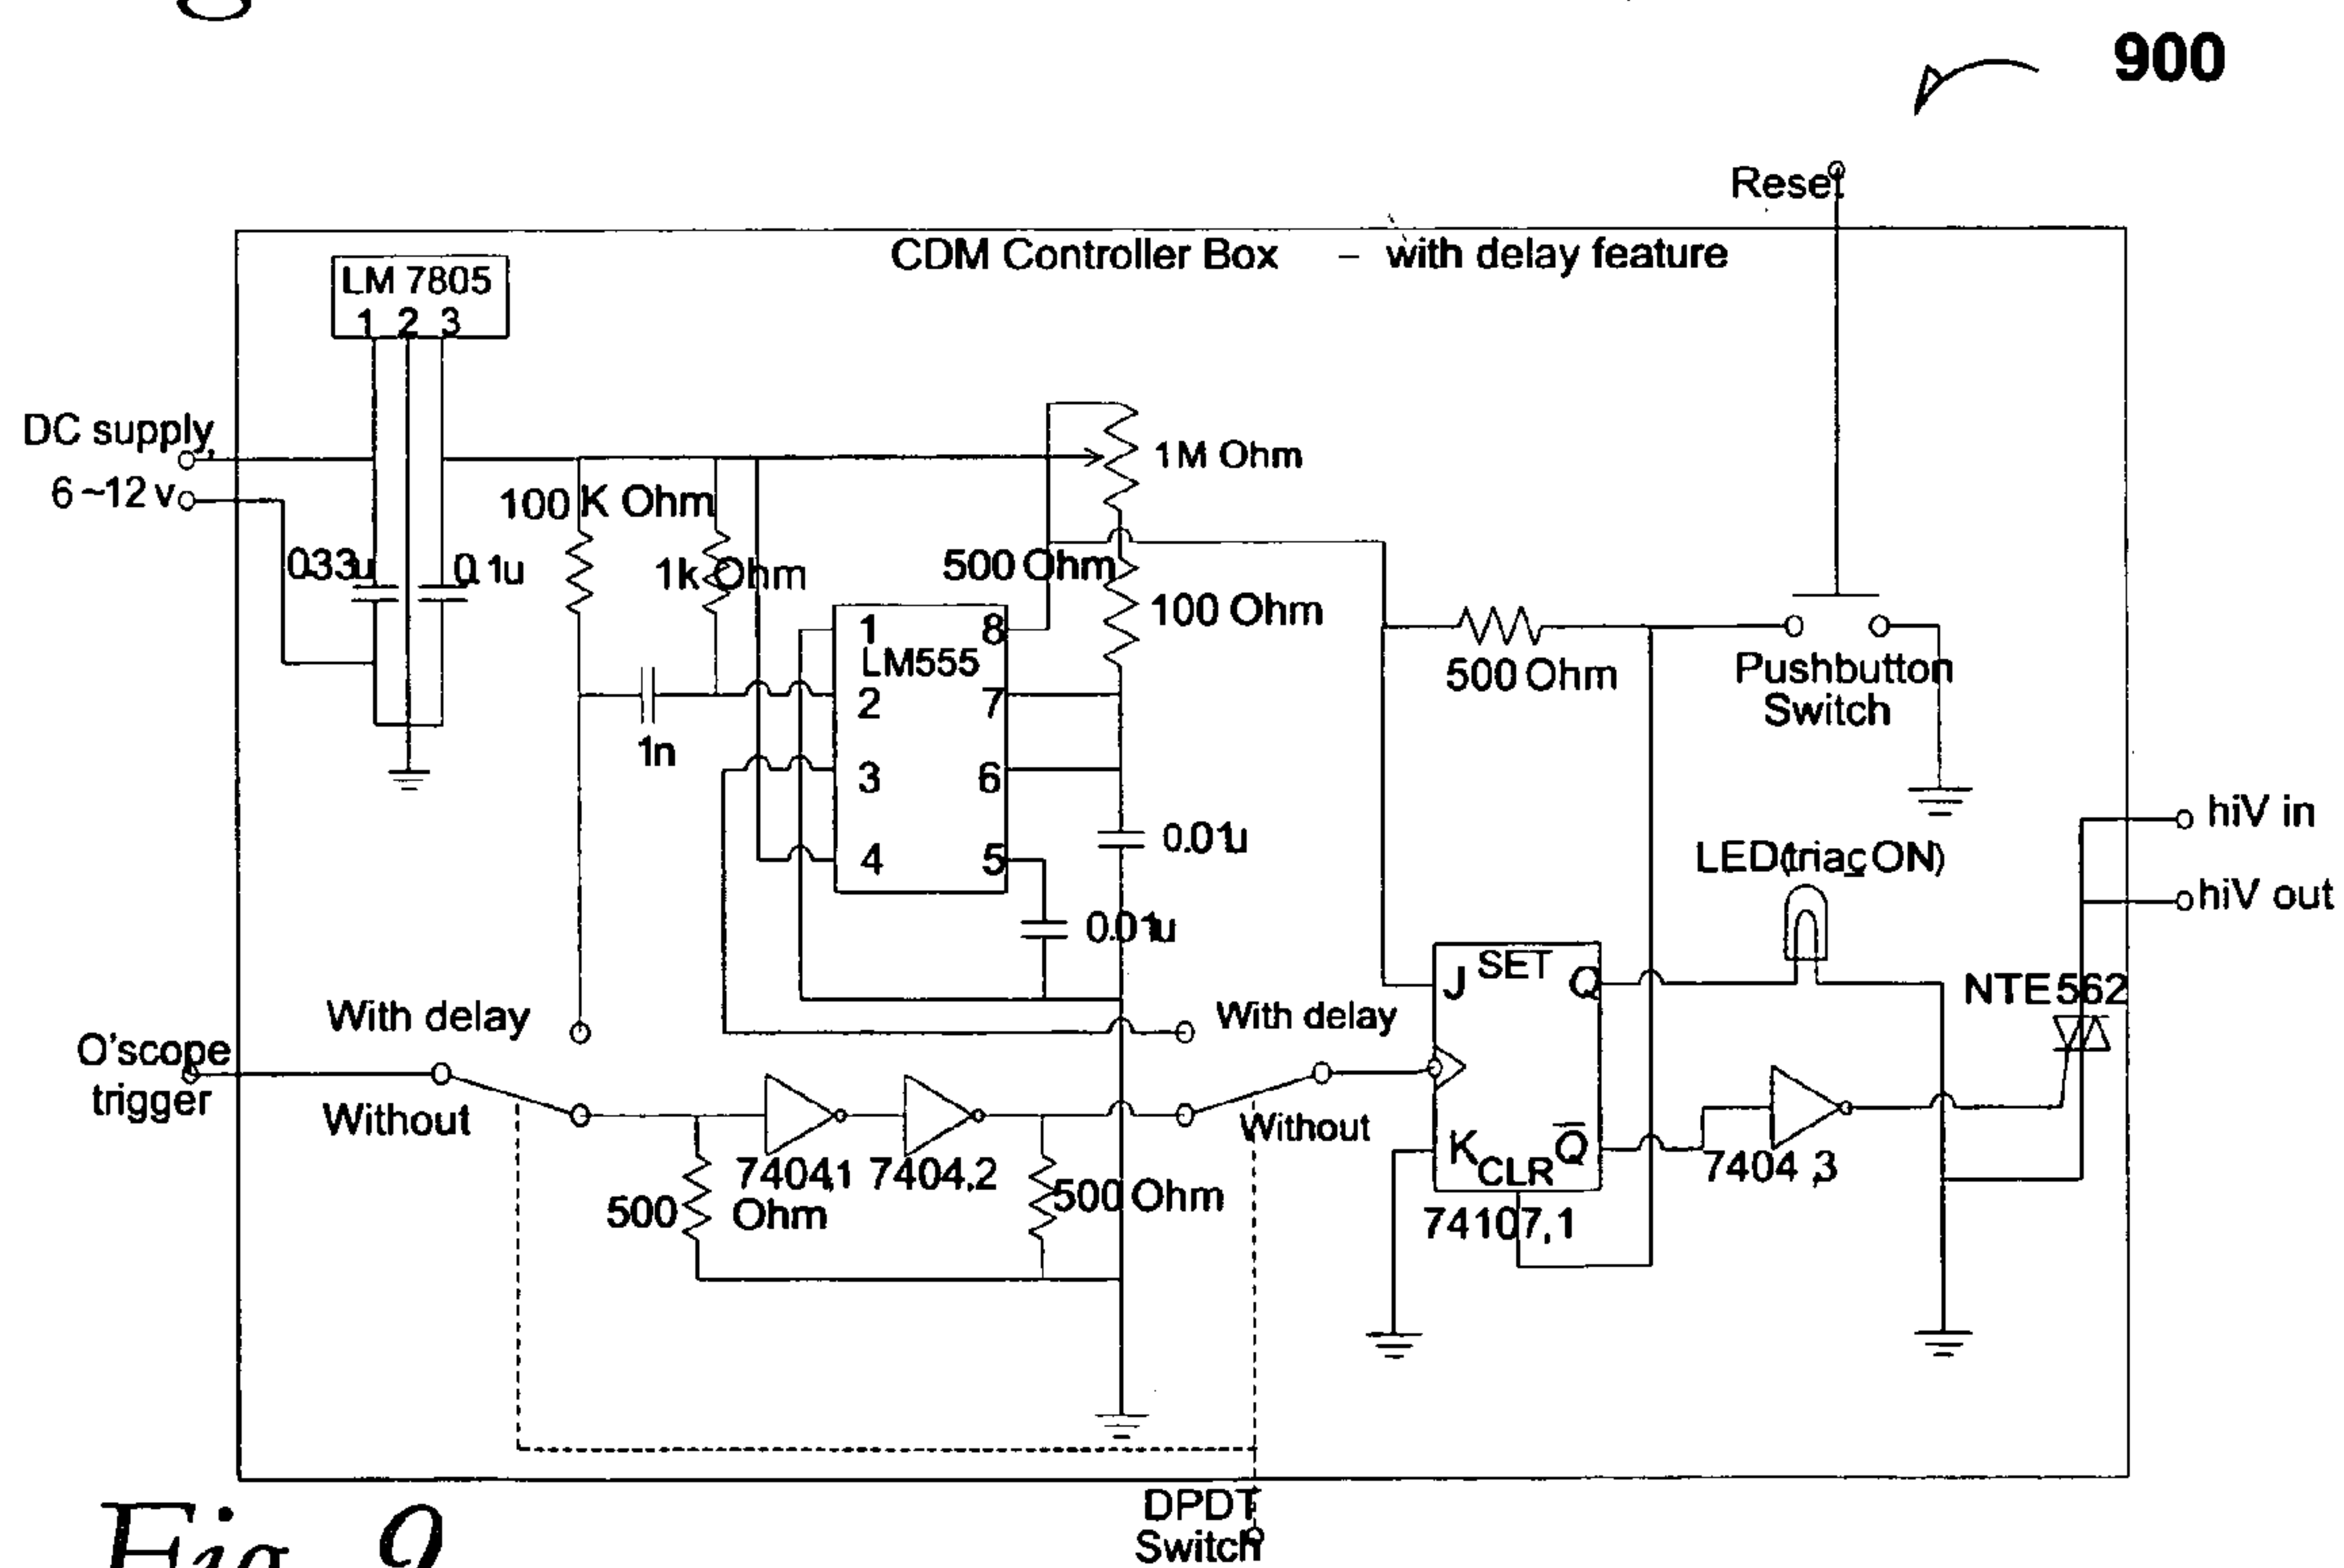 900
Reset
CDM Controller Box – with delay feature
LM 7805
1 2 3
DC supply
6~12 v
1M Ohm
100 K Ohm
0.33u
0.1u
1k Ohm
500 Ohm
100 Ohm
1 8
LM555
2 7
3 6
4 5
1n
500 Ohm
Pushbutton
Switch
0.01u
0.01u
hiV in
hiV out
LED(triac ON)
J SET Q
NTE562
With delay
With delay
O'scope
trigger
Without
Without
K CLR Q̅
7404,1 7404,2
7404,3
500
Ohm
500 Ohm
74107,1
DPDT
Switch
Fig. 9